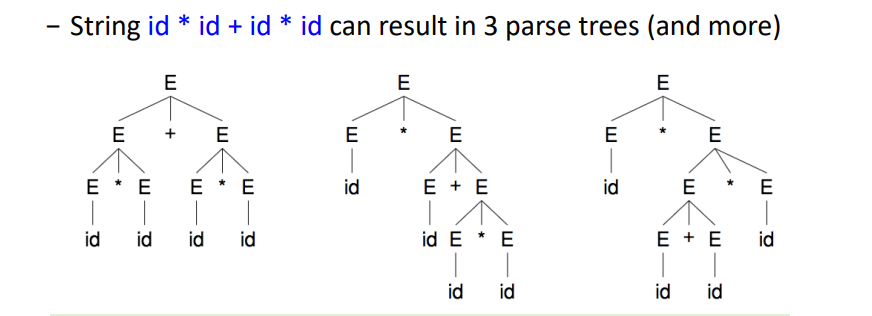 – String id * id + id * id can result in 3 parse trees (and more)
E E E
E + E E * E E * E
E * E E * E id E + E id E * E
id id id id id E * E E + E id
id id id id